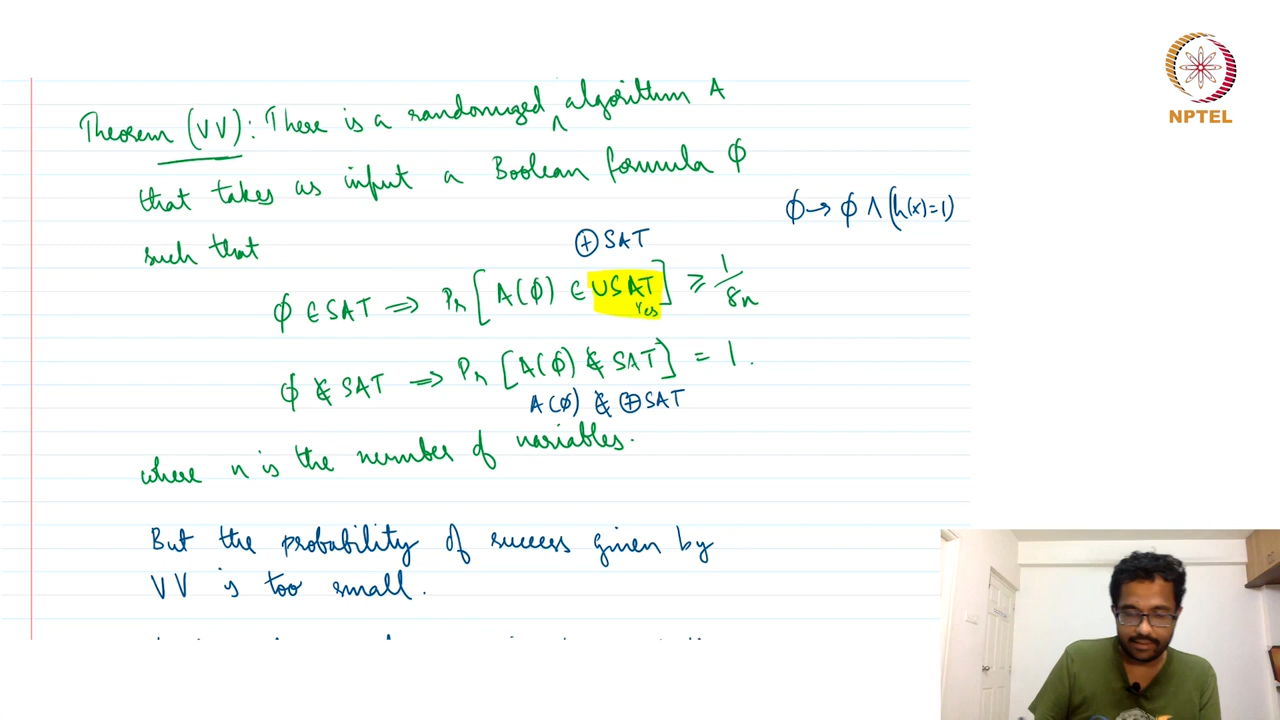 NPTEL
Theorem (VV): There is a randomized ^ algorithm A
that takes as input a Boolean formula ϕ
ϕ → ϕ ∧ (h(x)=1)
such that
⊕SAT
ϕ ∈ SAT ⟹ Pr [A(ϕ) ∈ USAT] ≥ 1/8n
Yes
ϕ ∉ SAT ⟹ Pr [A(ϕ) ∉ SAT] = 1.
A(ϕ) ∉ ⊕SAT
where n is the number of variables.
But the probability of success given by
VV is too small.